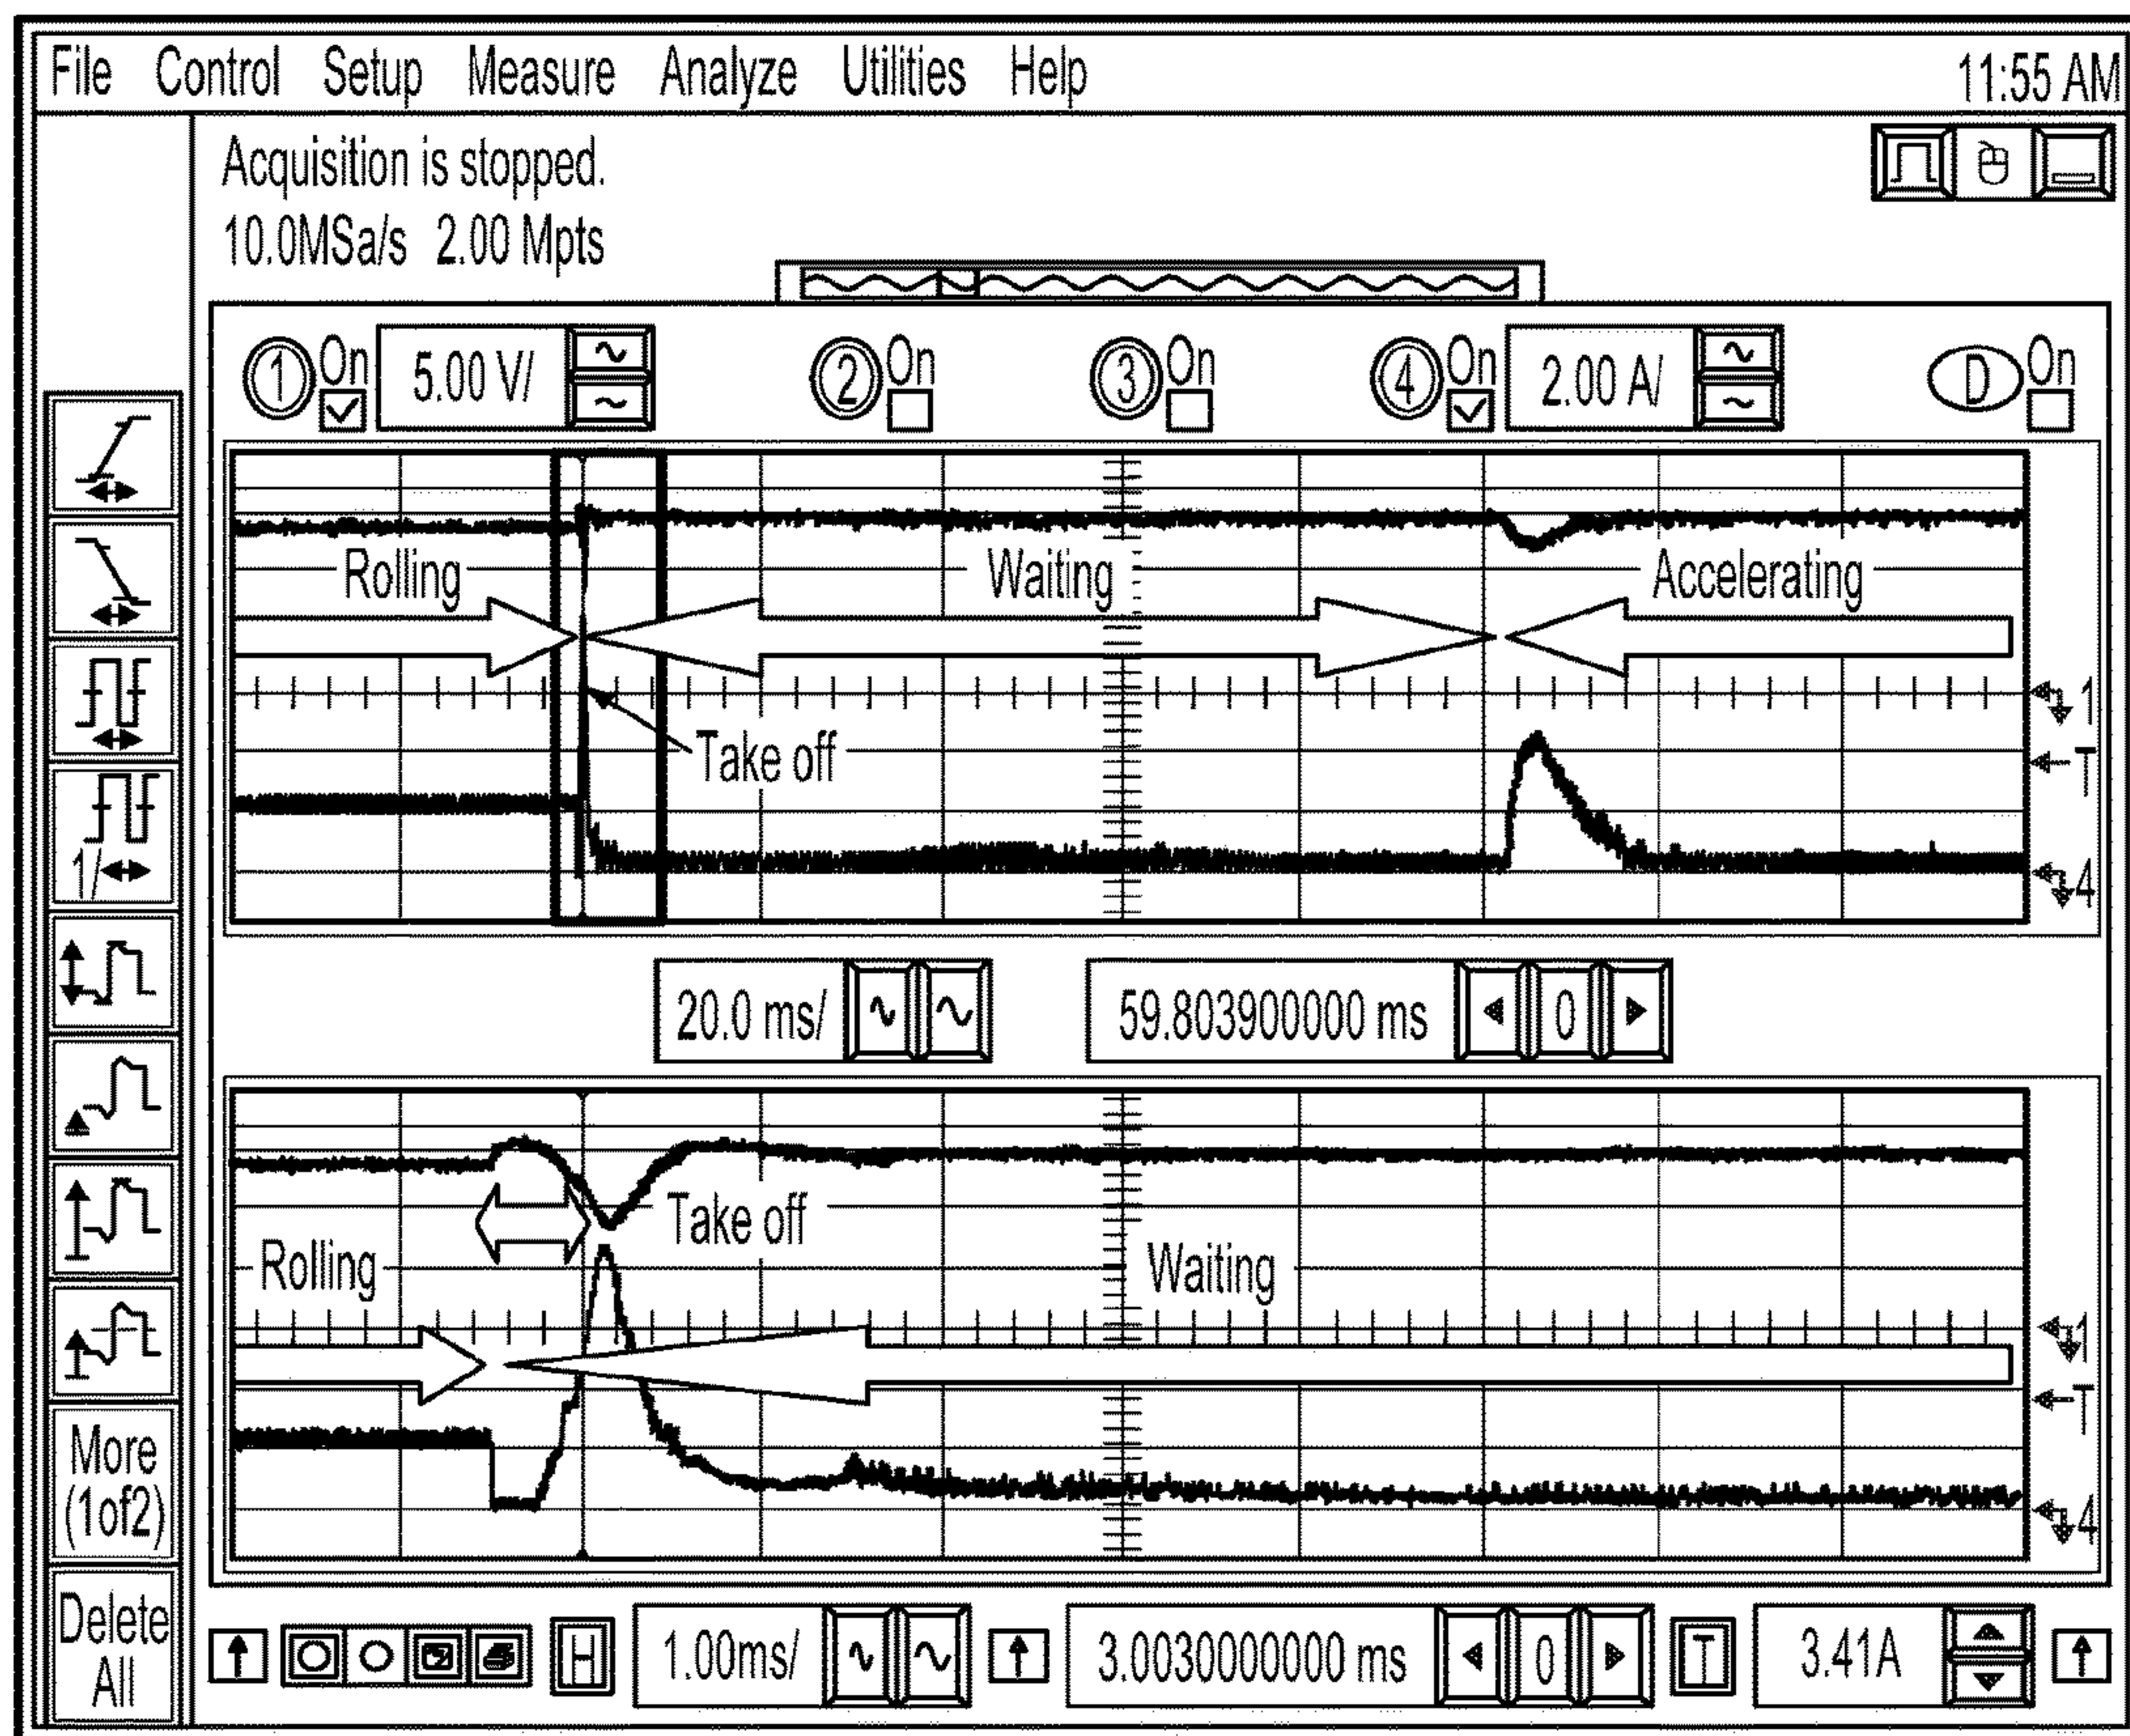 File Control Setup Measure Analyze Utilities Help 11:55 AM
Acquisition is stopped.
10.0MSa/s 2.00 Mpts
1 On 5.00 V/ 2 On 3 On 4 On 2.00 A/ D On
Rolling Waiting Accelerating
1
Take off
T
1/
4
20.0 ms/ 59.803900000 ms 0
Take off
Rolling Waiting
1
T
More
(1of2)
4
Delete
All
H 1.00ms/ 3.0030000000 ms 0 T 3.41A